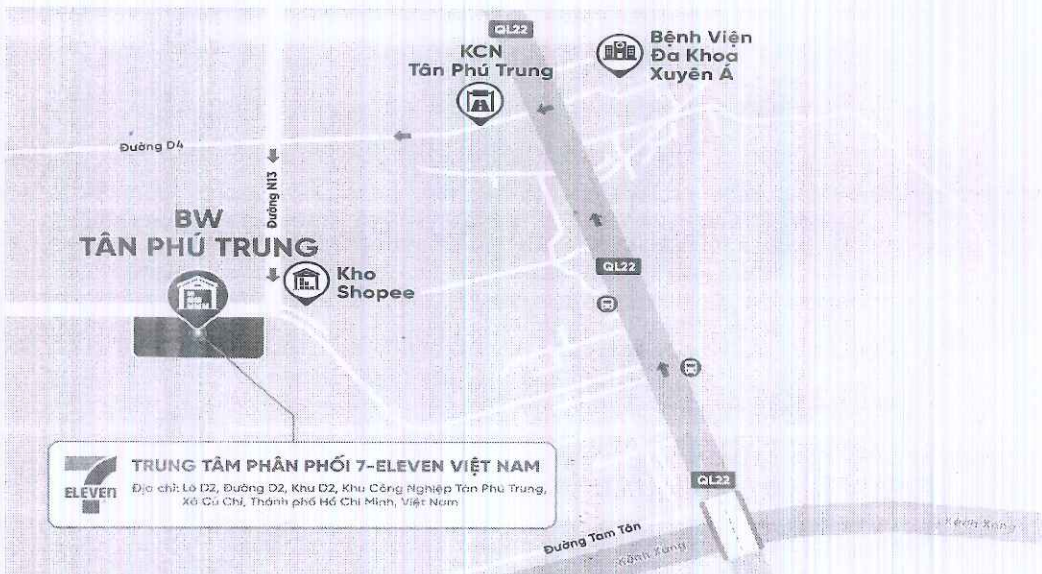 QL22
KCN
Tân Phú Trung
Bệnh Viện
Đa Khoa
Xuyên Á
Đường D4
Đường N13
BW
TÂN PHÚ TRUNG
Kho
Shopee
QL22
7
ELEVEN
TRUNG TÂM PHÂN PHỐI 7-ELEVEN VIỆT NAM
Địa chỉ: Lô D2, Đường D2, Khu D2, Khu Công Nghiệp Tân Phú Trung,
Xã Củ Chi, Thành phố Hồ Chí Minh, Việt Nam
QL22
Đường Tam Tân
Kênh Xáng
Kênh Xáng